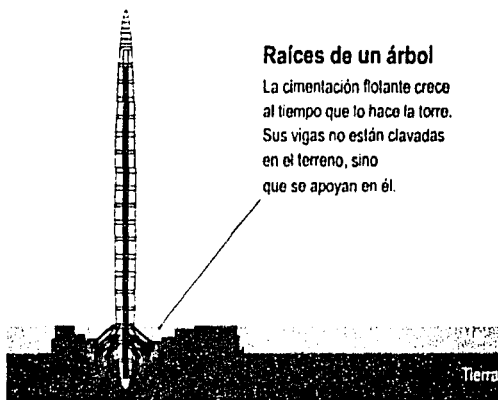 Raíces de un árbol
La cimentación flotante crece
al tiempo que lo hace la torre.
Sus vigas no están clavadas
en el terreno, sino
que se apoyan en él.
Tierra